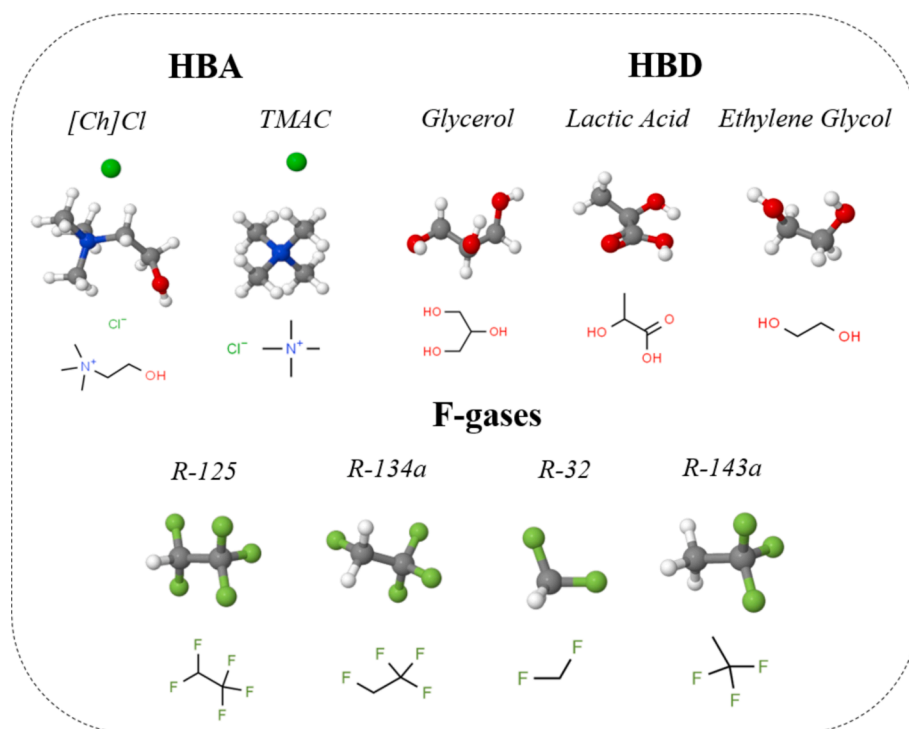 HBA
HBD
[Ch]Cl
TMAC
Glycerol
Lactic Acid
Ethylene Glycol
Cl⁻
N⁺
OH
Cl⁻
N⁺
HO
OH
HO
HO
O
OH
HO
OH
F-gases
R-125
R-134a
R-32
R-143a
F
F
F
F
F
F
F
F
F
F
F
F
F
F